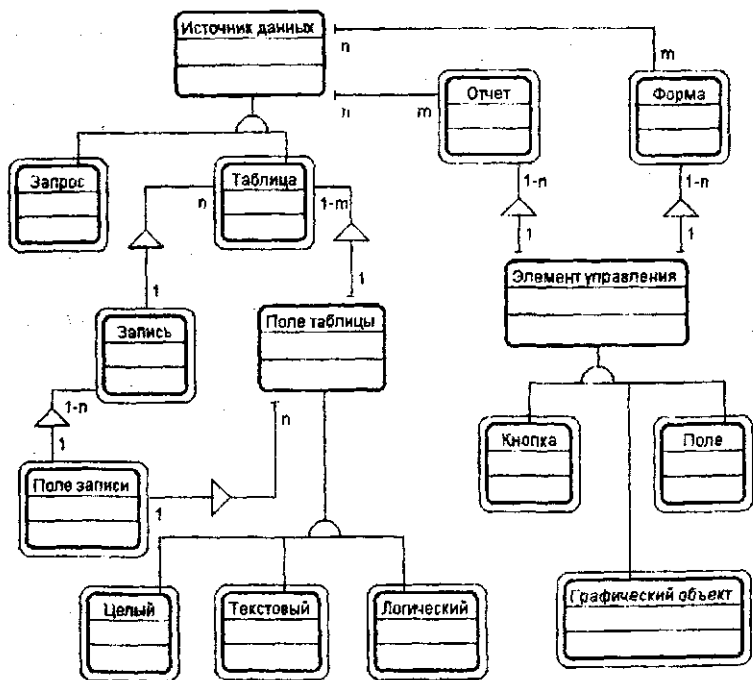 Источник данных
n
m
n
m
Отчет
Форма
Запрос
n
Таблица
1-m
1-n
1-n
1
1
1
1
Элемент управления
Запись
Поле таблицы
1-n
1
n
Кнопка
Поле
Поле записи
1
Целый
Текстовый
Логический
Графический объект